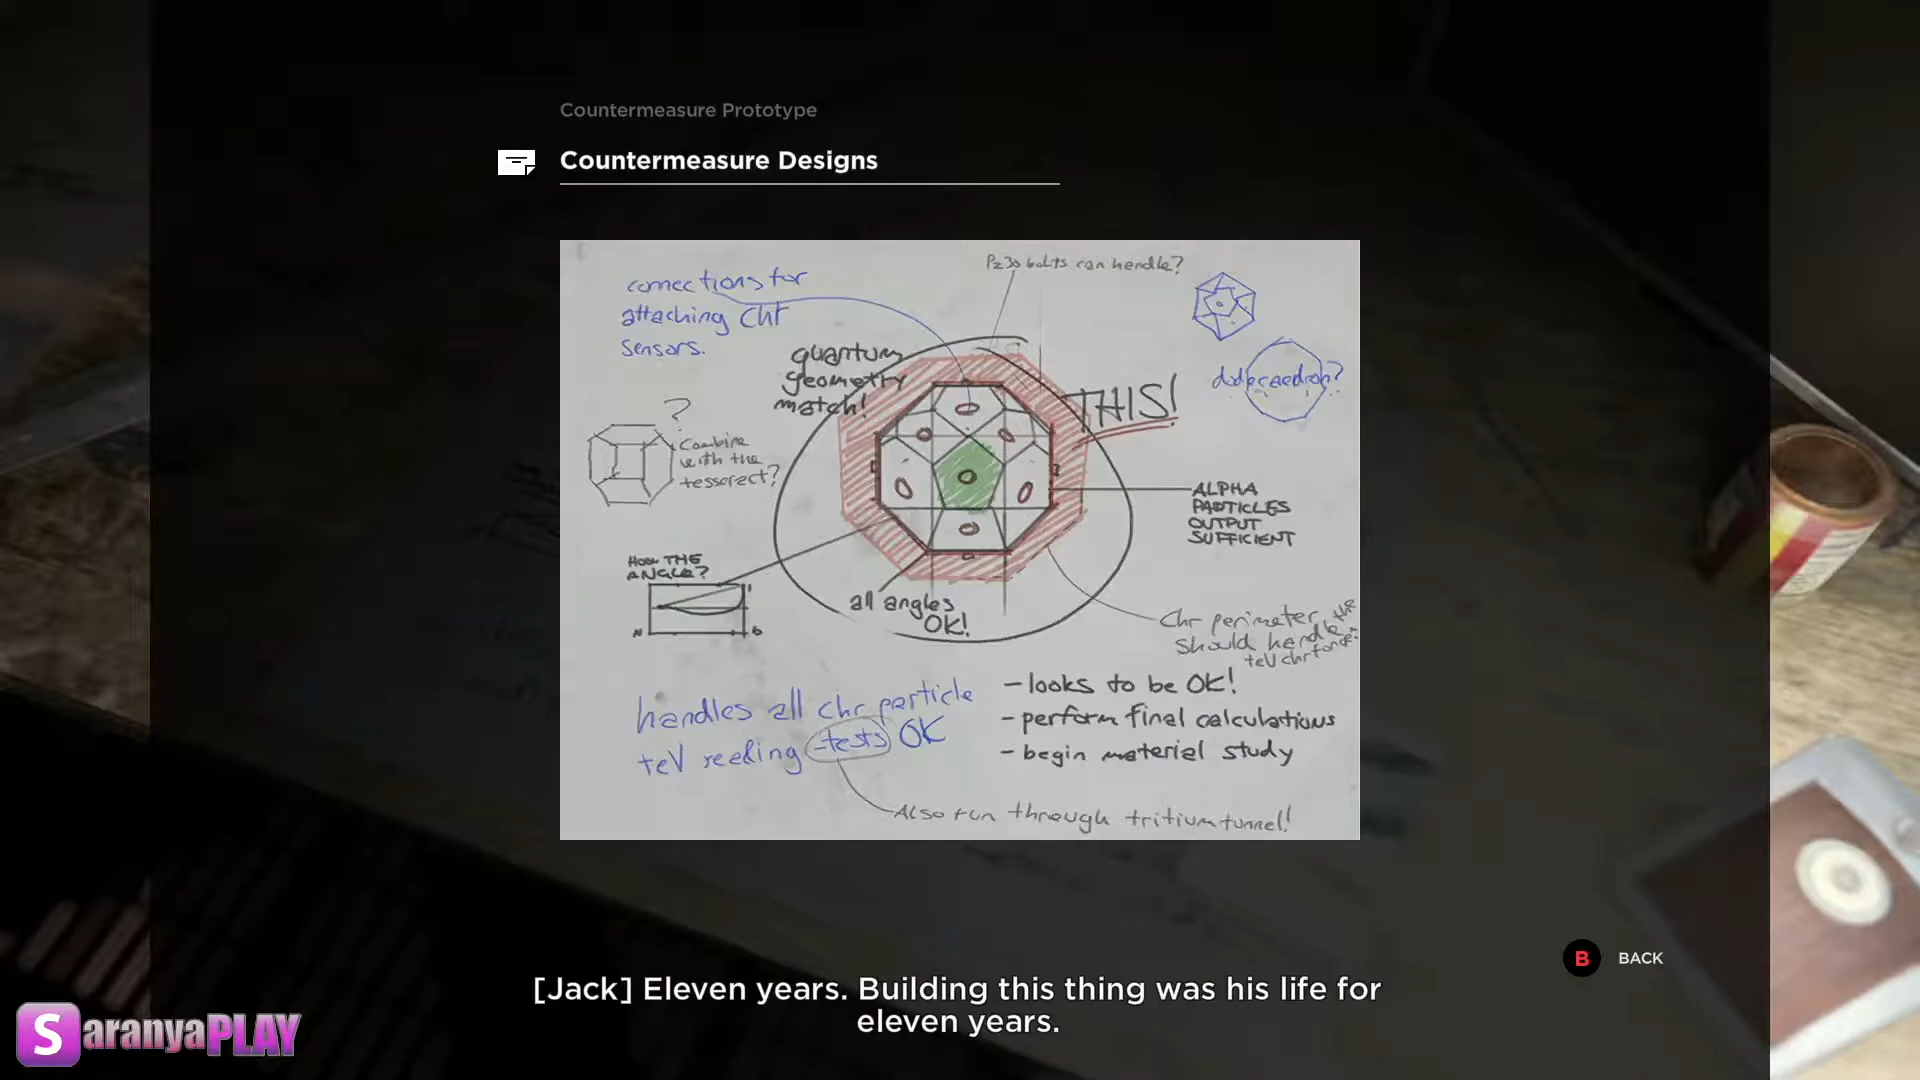 Countermeasure Prototype
Countermeasure Designs
connections for
attaching Chr
sensors.
Pz30 bolts can handle?
quantum
geometry
match!
THIS!
dodecaedron?
?
Combine
with the
tesseract?
ALPHA
PARTICLES
OUTPUT
SUFFICIENT
HOW THE
ANGLE?
N
B
all angles
OK!
Chr perimeter
should handle the
teV chr
handles all chr particle
teV reeding -tests OK
- looks to be OK!
- perform final calculations
- begin material study
Also run through tritium tunnel!
B BACK
[Jack] Eleven years. Building this thing was his life for
eleven years.
SaranyaPLAY